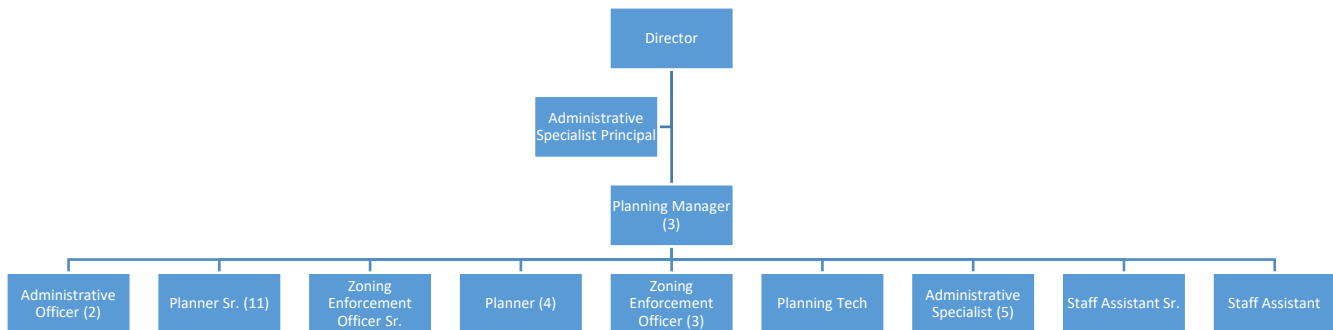 Director
Administrative
Specialist Principal
Planning Manager
(3)
Administrative
Officer (2)
Planner Sr. (11)
Zoning
Enforcement
Officer Sr.
Planner (4)
Zoning
Enforcement
Officer (3)
Planning Tech
Administrative
Specialist (5)
Staff Assistant Sr.
Staff Assistant